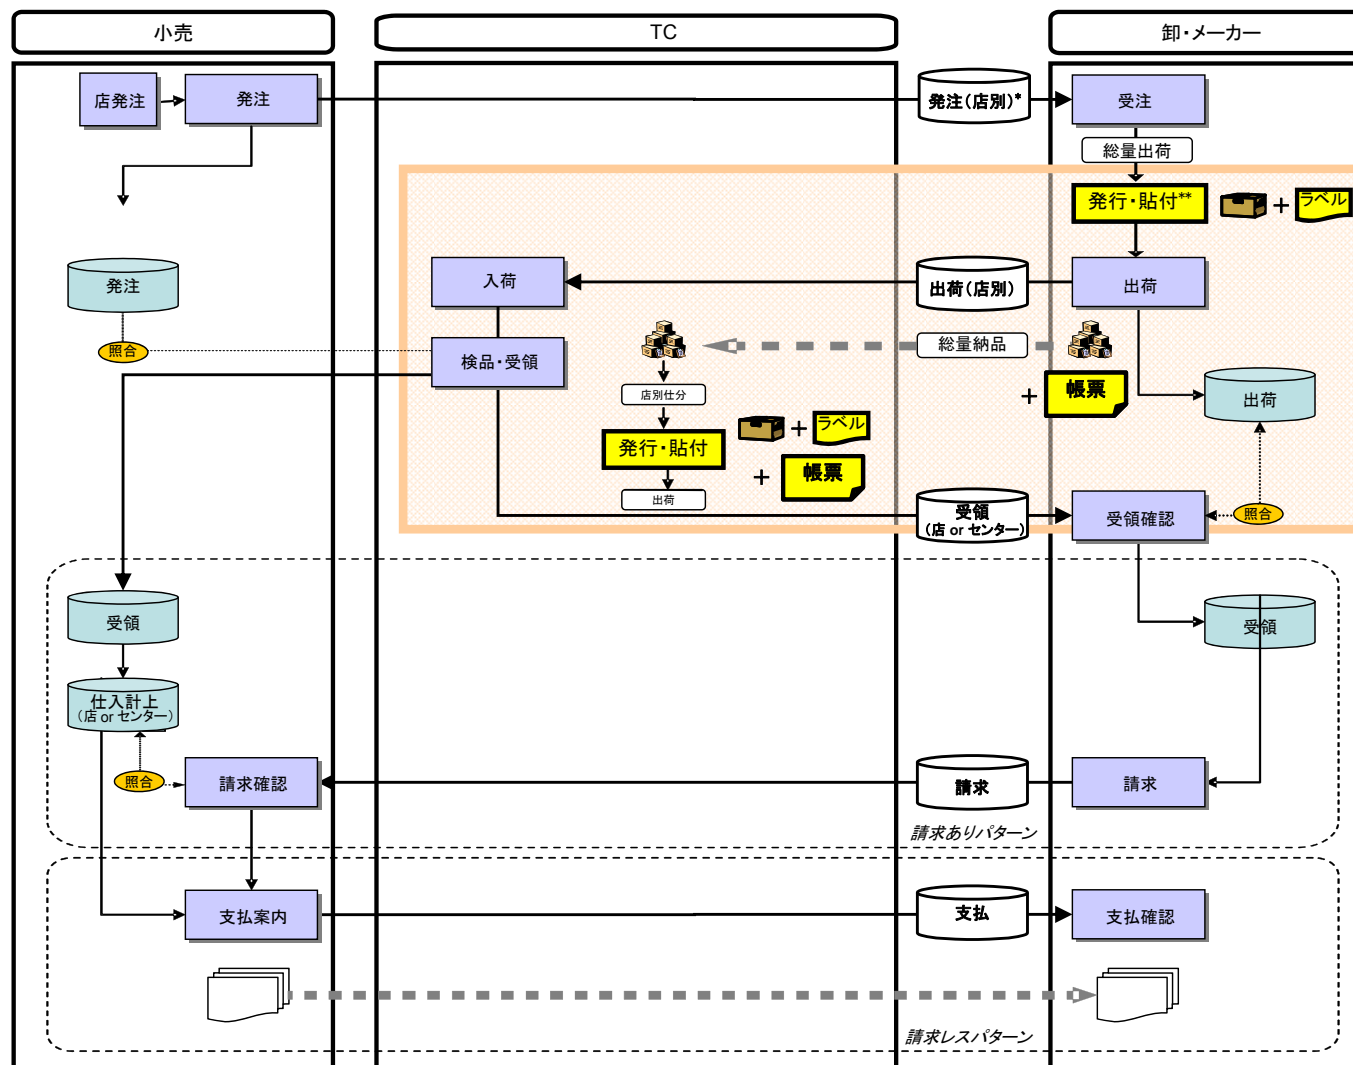 小売
TC
卸・メーカー
店発注
発注
発注(店別)*
受注
総量出荷
発行・貼付**
+
ラベル
発注
入荷
出荷(店別)
出荷
照合
検品・受領
総量納品
+
帳票
出荷
店別仕分
発行・貼付
+
ラベル
+
帳票
出荷
受領
(店 or センター)
受領確認
照合
受領
受領
仕入計上
(店 or センター)
照合
請求確認
請求
請求
請求ありパターン
支払案内
支払
支払確認
請求レスパターン